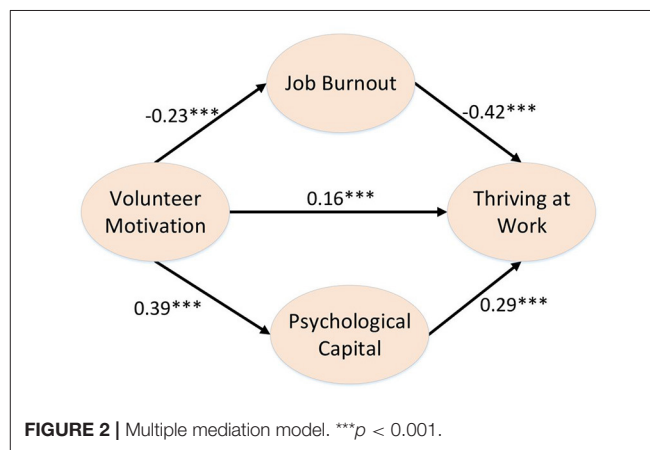 Job Burnout
-0.23***
-0.42***
Volunteer
Motivation
0.16***
Thriving at
Work
0.39***
0.29***
Psychological
Capital
FIGURE 2 | Multiple mediation model. ***p < 0.001.